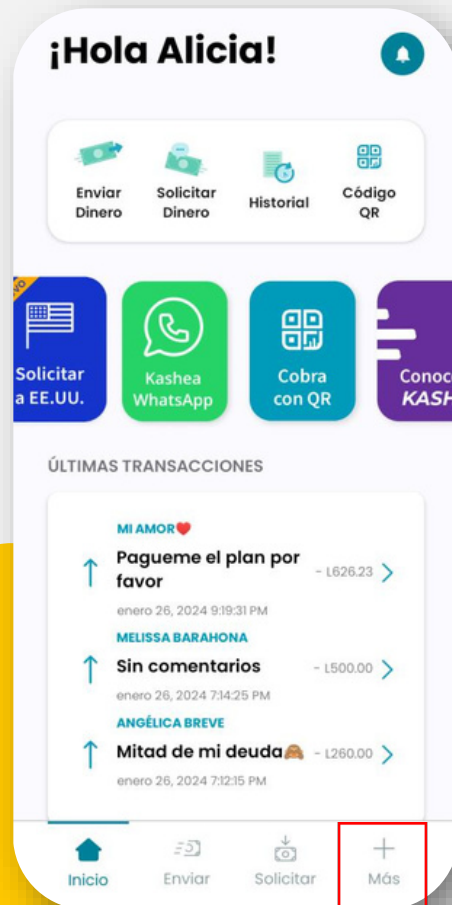 ¡Hola Alicia!
Enviar
Dinero
Solicitar
Dinero
Historial
Código
QR
Solicitar
a EE.UU.
Kashea
WhatsApp
Cobra
con QR
ÚLTIMAS TRANSACCIONES
MI AMOR❤️
Pagueme el plan por
favor
- L626.23
enero 26, 2024 9:19:31 PM
MELISSA BARAHONA
Sin comentarios
- L500.00
enero 26, 2024 7:14:25 PM
ANGÉLICA BREVE
Mitad de mi deuda🙈
- L260.00
enero 26, 2024 7:12:15 PM
Inicio
Enviar
Solicitar
Más